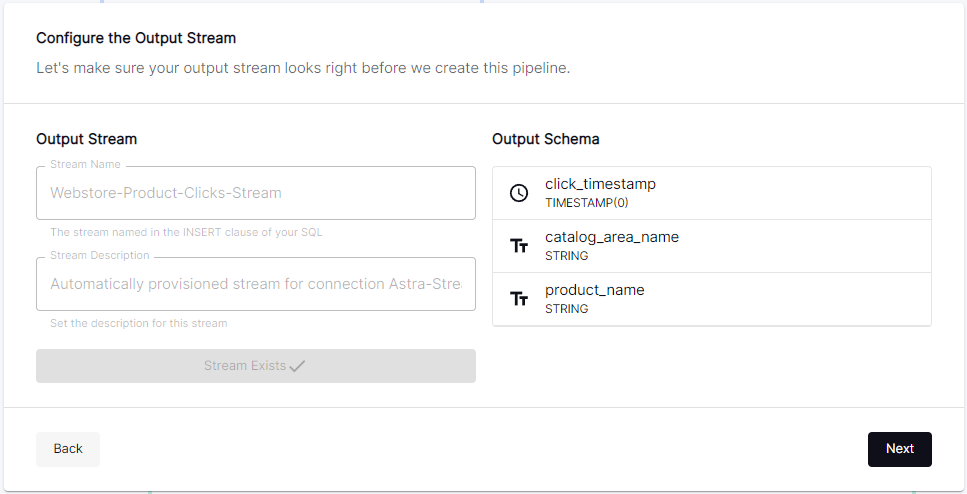 Configure the Output Stream
Let's make sure your output stream looks right before we create this pipeline.
Output Stream
Stream Name
Webstore-Product-Clicks-Stream
The stream named in the INSERT clause of your SQL
Stream Description
Automatically provisioned stream for connection Astra-Strea
Set the description for this stream
Stream Exists
Output Schema
click_timestamp
TIMESTAMP(0)
catalog_area_name
STRING
product_name
STRING
Back
Next